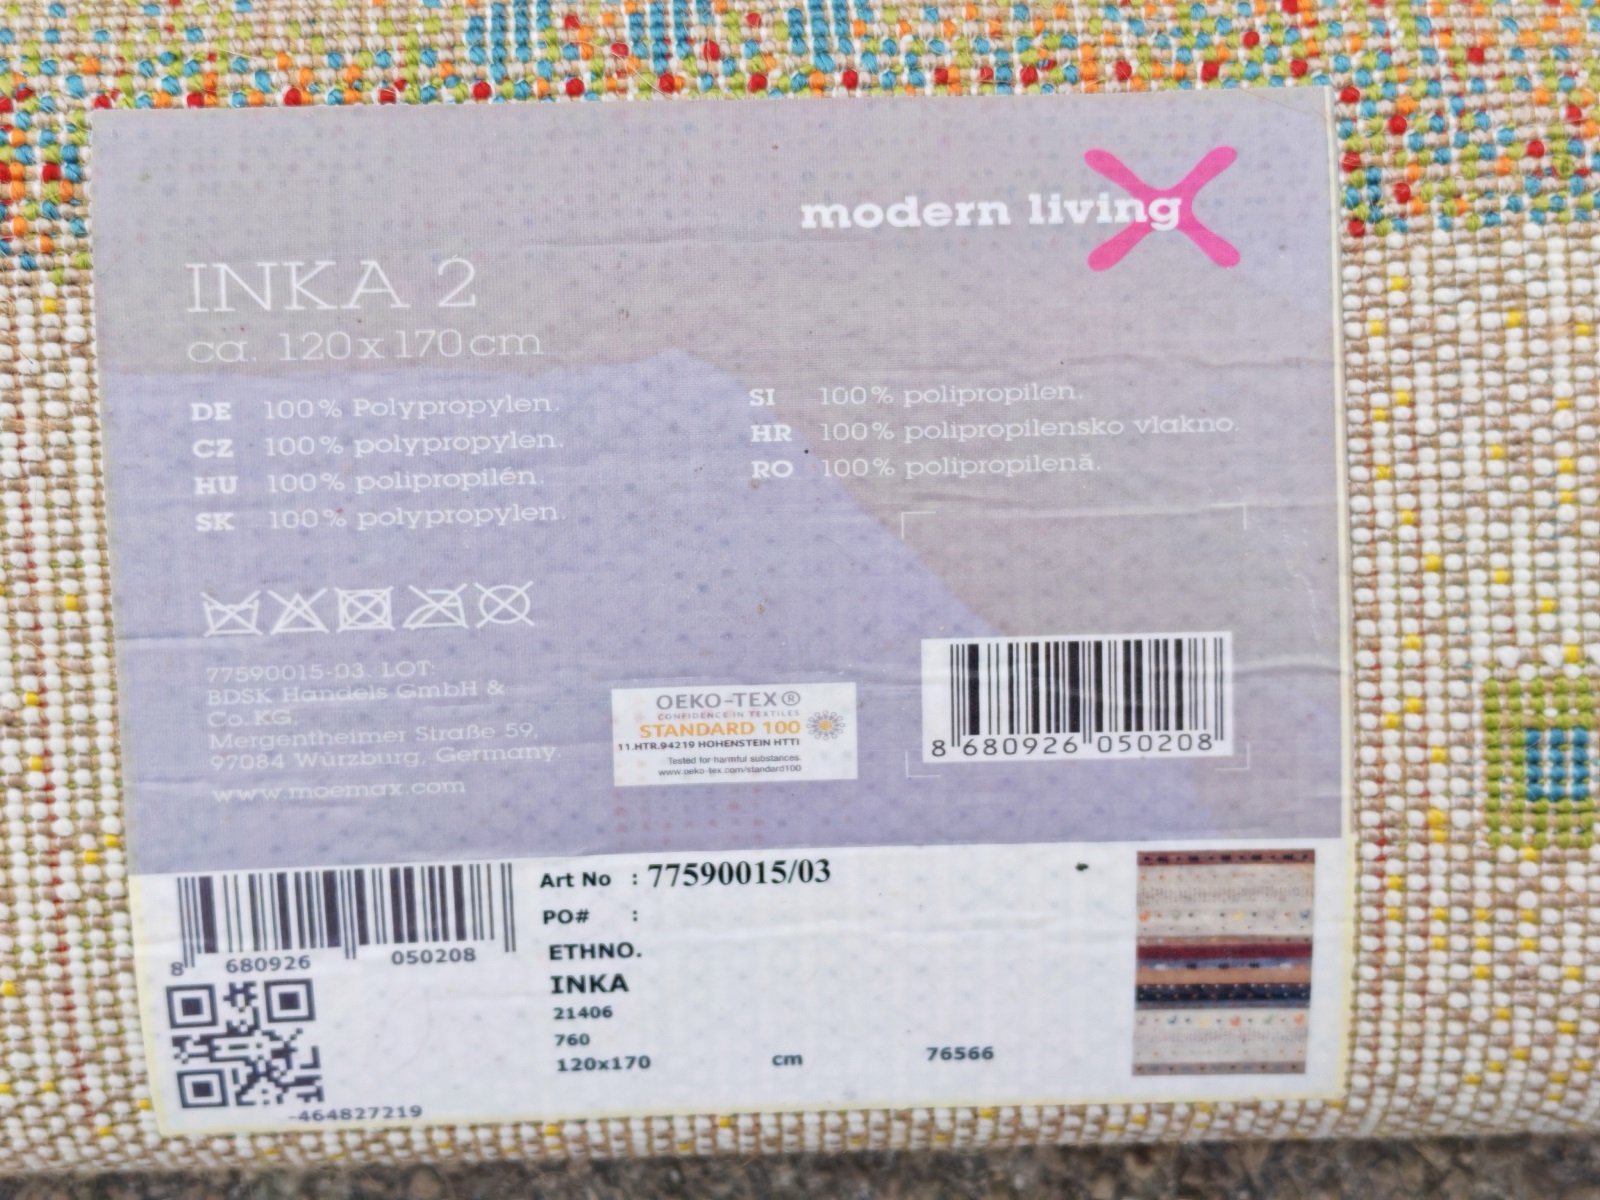 modern living
INKA 2
ca. 120x170cm
DE 100% Polypropylen.
CZ 100% polypropylen.
HU 100% polipropilén.
SK 100% polypropylen.
SI 100% polipropilen.
HR 100% polipropilensko vlakno.
RO 100% polipropilenă.
77590015-03. LOT:
BDSK Handels GmbH &
Co. KG,
Mergentheimer Straße 59,
97084 Würzburg, Germany.
www.moemax.com
OEKO-TEX®
CONFIDENCE IN TEXTILES
STANDARD 100
11.HTR.94219 HOHENSTEIN HTTI
Tested for harmful substances.
www.oeko-tex.com/standard100
8 680926 050208
8 680926 050208
-464827219
Art No : 77590015/03
PO# :
ETHNO.
INKA
21406
760
120x170 cm 76566